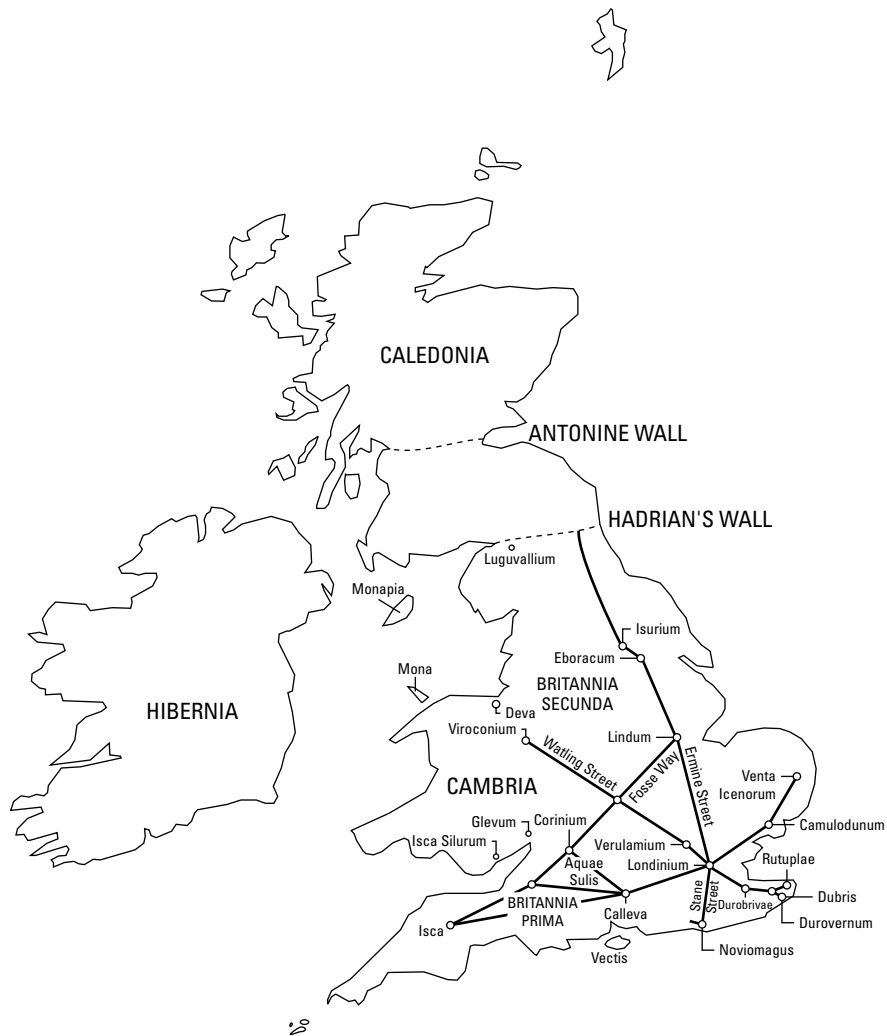 CALEDONIA
ANTONINE WALL
HADRIAN'S WALL
Luguvallium
Monapia
Isurium
Eboracum
Mona
BRITANNIA
SECUNDA
HIBERNIA
Deva
Viroconium
Lindum
Watling Street
Fosse Way
Ermine Street
CAMBRIA
Venta
Icenorum
Glevum
Corinium
Camulodunum
Isca Silurum
Verulamium
Aquae
Sulis
Londinium
Rutuplae
Stane
Street
Durobrivae
Dubris
BRITANNIA
PRIMA
Calleva
Durovernum
Isca
Vectis
Noviomagus